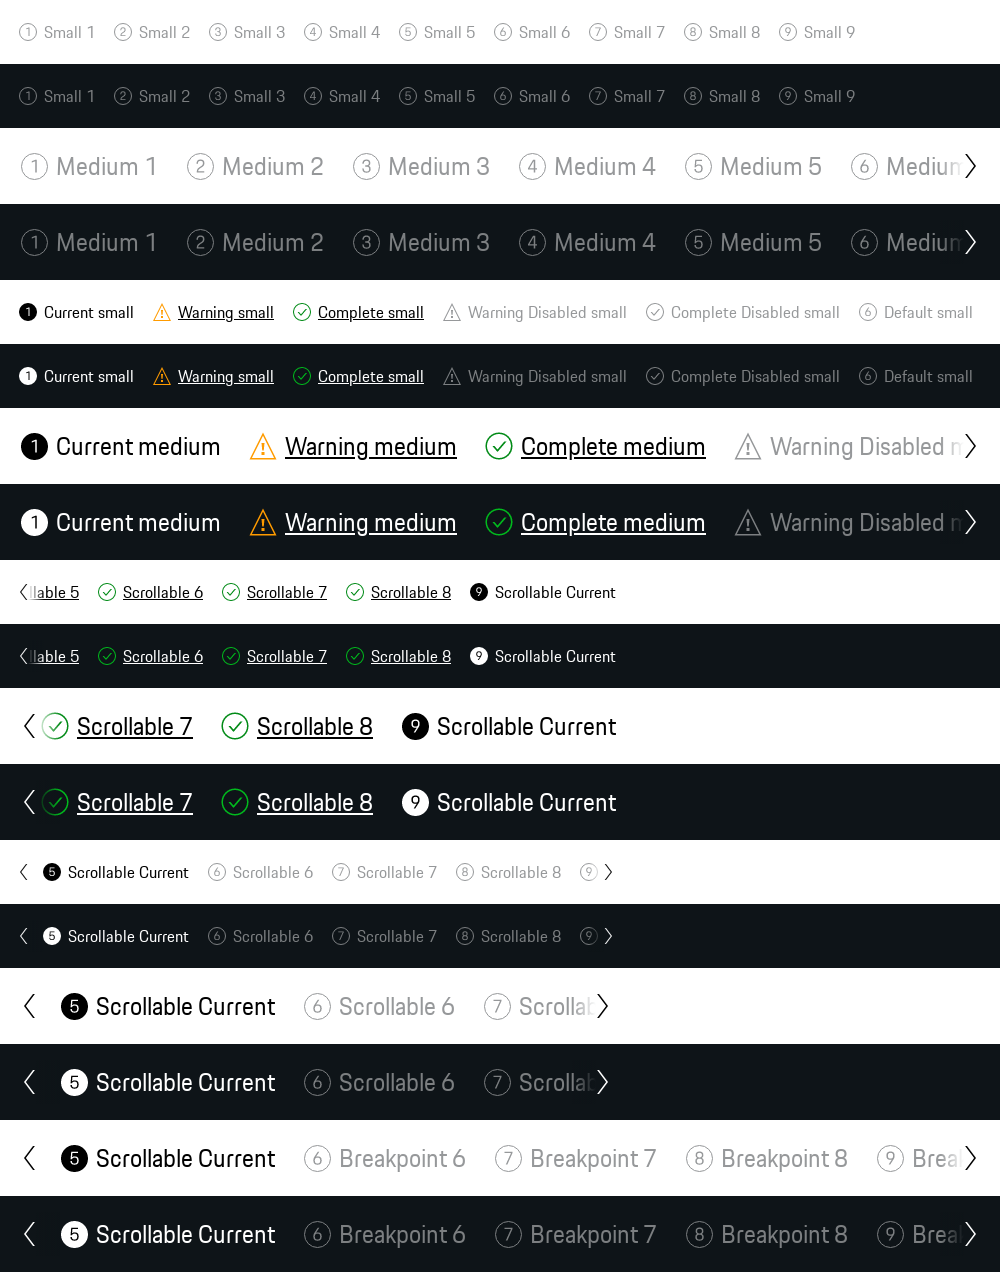 1 Small 1 2 Small 2 3 Small 3 4 Small 4 5 Small 5 6 Small 6 7 Small 7 8 Small 8 9 Small 9
1 Small 1 2 Small 2 3 Small 3 4 Small 4 5 Small 5 6 Small 6 7 Small 7 8 Small 8 9 Small 9
1 Medium 1 2 Medium 2 3 Medium 3 4 Medium 4 5 Medium 5 6 Medium
1 Medium 1 2 Medium 2 3 Medium 3 4 Medium 4 5 Medium 5 6 Medium
1 Current small Warning small Complete small Warning Disabled small Complete Disabled small 6 Default small
1 Current small Warning small Complete small Warning Disabled small Complete Disabled small 6 Default small
1 Current medium Warning medium Complete medium Warning Disabled m
1 Current medium Warning medium Complete medium Warning Disabled m
llable 5 Scrollable 6 Scrollable 7 Scrollable 8 9 Scrollable Current
llable 5 Scrollable 6 Scrollable 7 Scrollable 8 9 Scrollable Current
Scrollable 7 Scrollable 8 9 Scrollable Current
Scrollable 7 Scrollable 8 9 Scrollable Current
5 Scrollable Current 6 Scrollable 6 7 Scrollable 7 8 Scrollable 8 9
5 Scrollable Current 6 Scrollable 6 7 Scrollable 7 8 Scrollable 8 9
5 Scrollable Current 6 Scrollable 6 7 Scrollab
5 Scrollable Current 6 Scrollable 6 7 Scrollab
5 Scrollable Current 6 Breakpoint 6 7 Breakpoint 7 8 Breakpoint 8 9 Break
5 Scrollable Current 6 Breakpoint 6 7 Breakpoint 7 8 Breakpoint 8 9 Break